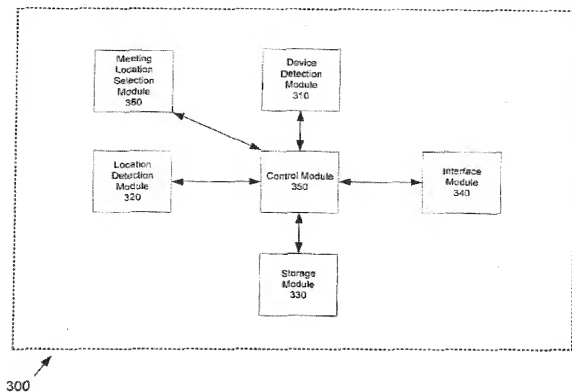 Meeting
Location
Selection
Module
360
Device
Detection
Module
310
Location
Detection
Module
320
Control Module
350
Interface
Module
340
Storage
Module
330
300